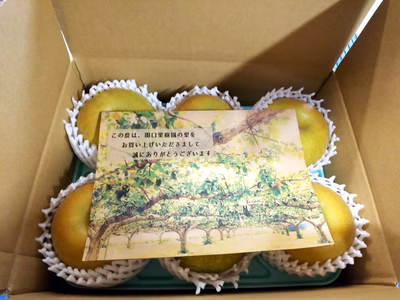 この度は、関口果樹園の梨を
お買い上げいただきまして
誠にありがとうございます